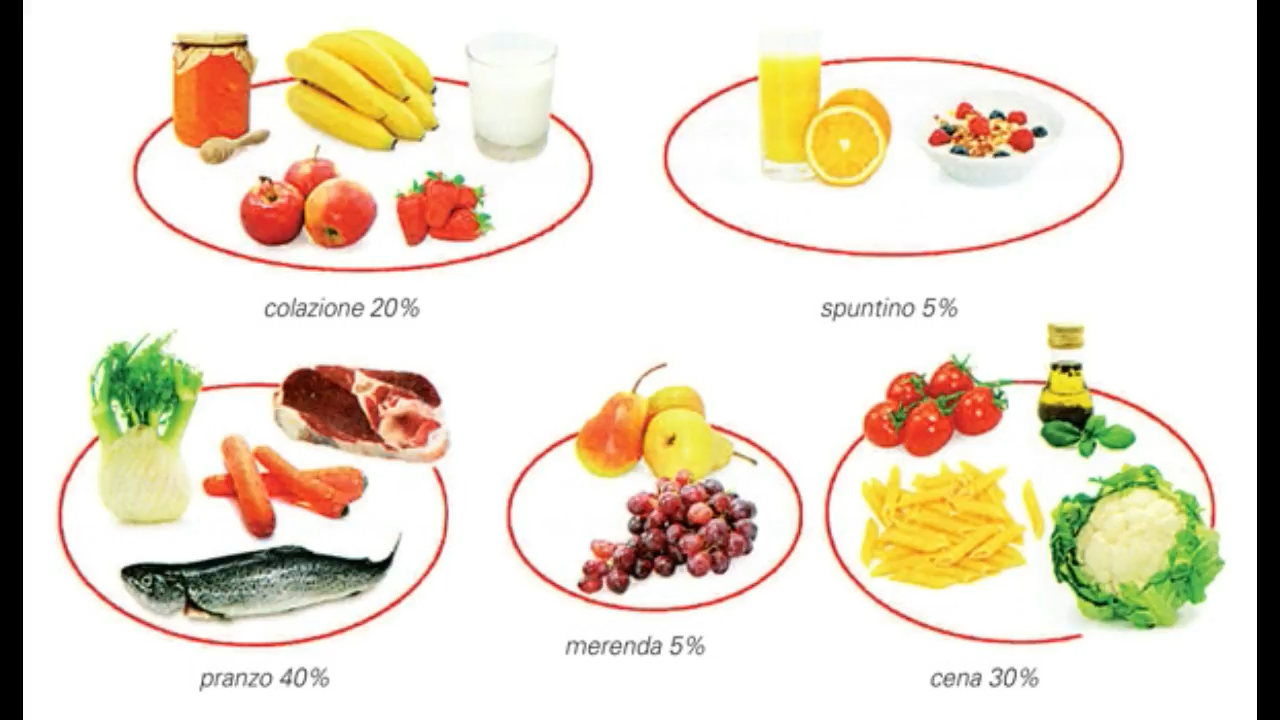 colazione 20%
spuntino 5%
pranzo 40%
merenda 5%
cena 30%